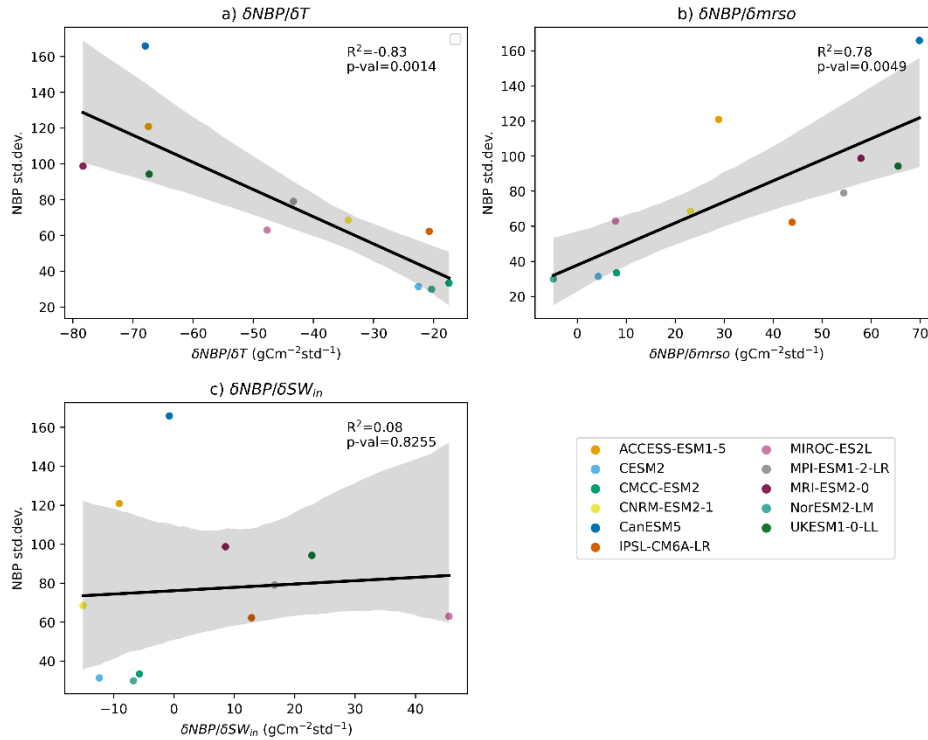 a) δNBP/δT
R²=-0.83
p-val=0.0014
160
140
120
100
80
60
40
20
NBP std.dev.
−80 −70 −60 −50 −40 −30 −20
δNBP/δT (gCm⁻²std⁻¹)
b) δNBP/δmrso
R²=0.78
p-val=0.0049
160
140
120
100
80
60
40
20
NBP std.dev.
0 10 20 30 40 50 60 70
δNBP/δmrso (gCm⁻²std⁻¹)
c) δNBP/δSWᵢₙ
R²=0.08
p-val=0.8255
160
140
120
100
80
60
40
NBP std.dev.
−10 0 10 20 30 40
δNBP/δSWᵢₙ (gCm⁻²std⁻¹)
ACCESS-ESM1-5
CESM2
CMCC-ESM2
CNRM-ESM2-1
CanESM5
IPSL-CM6A-LR
MIROC-ES2L
MPI-ESM1-2-LR
MRI-ESM2-0
NorESM2-LM
UKESM1-0-LL